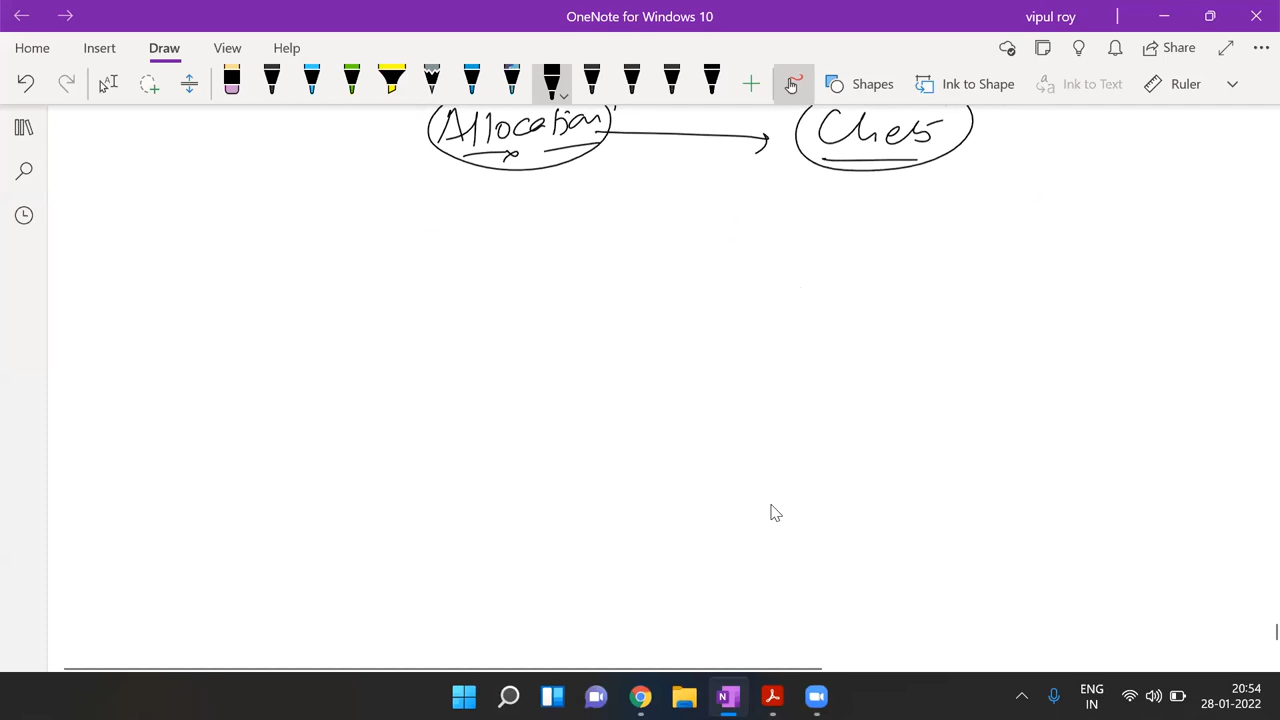 OneNote for Windows 10
vipul roy
Home Insert Draw View Help
Share
Shapes
Ink to Shape
Ink to Text
Ruler
Allocation
N
ENG
IN
20:54
28-01-2022